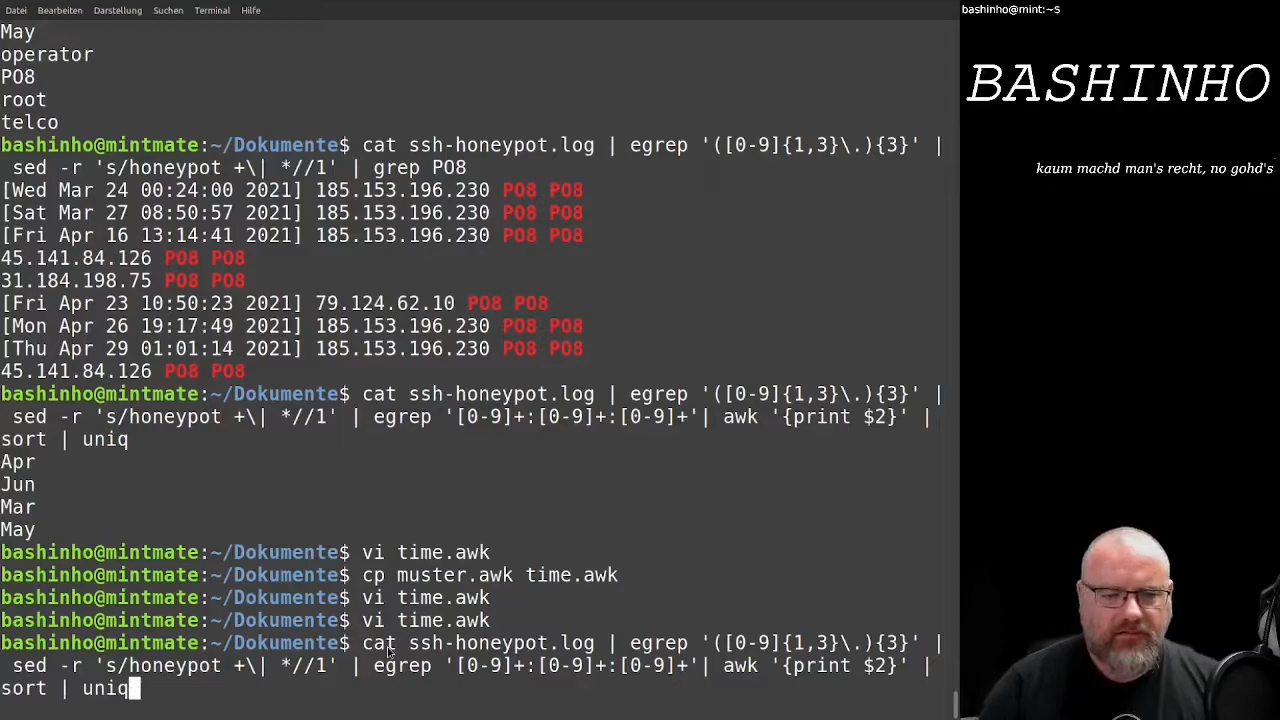 Datei Bearbeiten Darstellung Suchen Terminal Hilfe
May
operator
PO8
root
telco
bashinho@mintmate:~/Dokumente$ cat ssh-honeypot.log | egrep '([0-9]{1,3}\.){3}' |
sed -r 's/honeypot +\| *//1' | grep PO8
[Wed Mar 24 00:24:00 2021] 185.153.196.230 PO8 PO8
[Sat Mar 27 08:50:57 2021] 185.153.196.230 PO8 PO8
[Fri Apr 16 13:14:41 2021] 185.153.196.230 PO8 PO8
45.141.84.126 PO8 PO8
31.184.198.75 PO8 PO8
[Fri Apr 23 10:50:23 2021] 79.124.62.10 PO8 PO8
[Mon Apr 26 19:17:49 2021] 185.153.196.230 PO8 PO8
[Thu Apr 29 01:01:14 2021] 185.153.196.230 PO8 PO8
45.141.84.126 PO8 PO8
bashinho@mintmate:~/Dokumente$ cat ssh-honeypot.log | egrep '([0-9]{1,3}\.){3}' |
sed -r 's/honeypot +\| *//1' | egrep '[0-9]+:[0-9]+:[0-9]+'| awk '{print $2}' |
sort | uniq
Apr
Jun
Mar
May
bashinho@mintmate:~/Dokumente$ vi time.awk
bashinho@mintmate:~/Dokumente$ cp muster.awk time.awk
bashinho@mintmate:~/Dokumente$ vi time.awk
bashinho@mintmate:~/Dokumente$ vi time.awk
bashinho@mintmate:~/Dokumente$ cat ssh-honeypot.log | egrep '([0-9]{1,3}\.){3}' |
sed -r 's/honeypot +\| *//1' | egrep '[0-9]+:[0-9]+:[0-9]+'| awk '{print $2}' |
sort | uniq
bashinho@mint:~$
BASHINHO
kaum machd man's recht, no gohd's